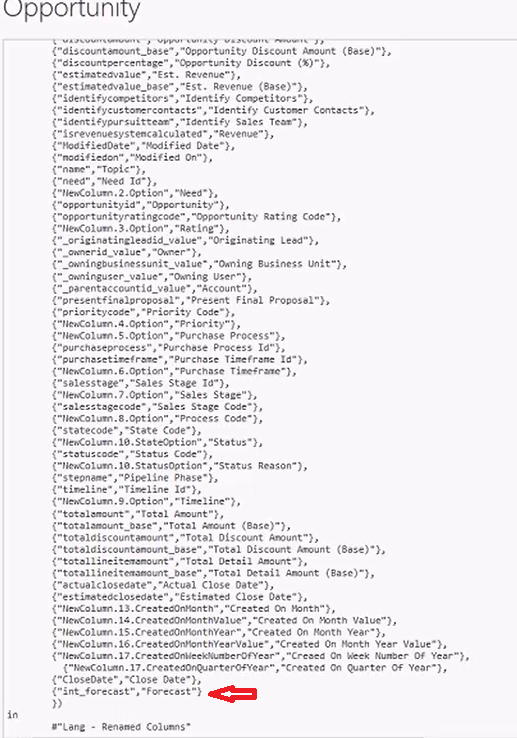 Opportunity
{"discountamount","Opportunity Discount Amount"},
{"discountamount_base","Opportunity Discount Amount (Base)"},
{"discountpercentage","Opportunity Discount (%)"},
{"estimatedvalue","Est. Revenue"},
{"estimatedvalue_base","Est. Revenue (Base)"},
{"identifycompetitors","Identify Competitors"},
{"identifycustomercontacts","Identify Customer Contacts"},
{"identifypursuitteam","Identify Sales Team"},
{"isrevenuesystemcalculated","Revenue"},
{"ModifiedDate","Modified Date"},
{"modifiedon","Modified On"},
{"name","Topic"},
{"need","Need Id"},
{"NewColumn.2.Option","Need"},
{"opportunityid","Opportunity"},
{"opportunityratingcode","Opportunity Rating Code"},
{"NewColumn.3.Option","Rating"},
{"_originatingleadid_value","Originating Lead"},
{"_ownerid_value","Owner"},
{"_owningbusinessunit_value","Owning Business Unit"},
{"_owninguser_value","Owning User"},
{"_parentaccountid_value","Account"},
{"presentfinalproposal","Present Final Proposal"},
{"prioritycode","Priority Code"},
{"NewColumn.4.Option","Priority"},
{"NewColumn.5.Option","Purchase Process"},
{"purchaseprocess","Purchase Process Id"},
{"purchasetimeframe","Purchase Timeframe Id"},
{"NewColumn.6.Option","Purchase Timeframe"},
{"salesstage","Sales Stage Id"},
{"NewColumn.7.Option","Sales Stage"},
{"salesstagecode","Sales Stage Code"},
{"NewColumn.8.Option","Process Code"},
{"statecode","State Code"},
{"NewColumn.10.StateOption","Status"},
{"statuscode","Status Code"},
{"NewColumn.10.StatusOption","Status Reason"},
{"stepname","Pipeline Phase"},
{"timeline","Timeline Id"},
{"NewColumn.9.Option","Timeline"},
{"totalamount","Total Amount"},
{"totalamount_base","Total Amount (Base)"},
{"totaldiscountamount","Total Discount Amount"},
{"totaldiscountamount_base","Total Discount Amount (Base)"},
{"totallineitemamount","Total Detail Amount"},
{"totallineitemamount_base","Total Detail Amount (Base)"},
{"actualclosedate","Actual Close Date"},
{"estimatedclosedate","Estimated Close Date"},
{"NewColumn.13.CreatedOnMonth","Created On Month"},
{"NewColumn.14.CreatedOnMonthValue","Created On Month Value"},
{"NewColumn.15.CreatedOnMonthYear","Created On Month Year"},
{"NewColumn.16.CreatedOnMonthYearValue","Created On Month Year Value"},
{"NewColumn.17.CreatedOnWeekNumberOfYear","Creaed On Week Number Of Year"},
{"NewColumn.17.CreatedOnQuarterOfYear","Created On Quarter Of Year"},
{"CloseDate","Close Date"},
{"int_forecast","Forecast"}
})
in
#"Lang - Renamed Columns"